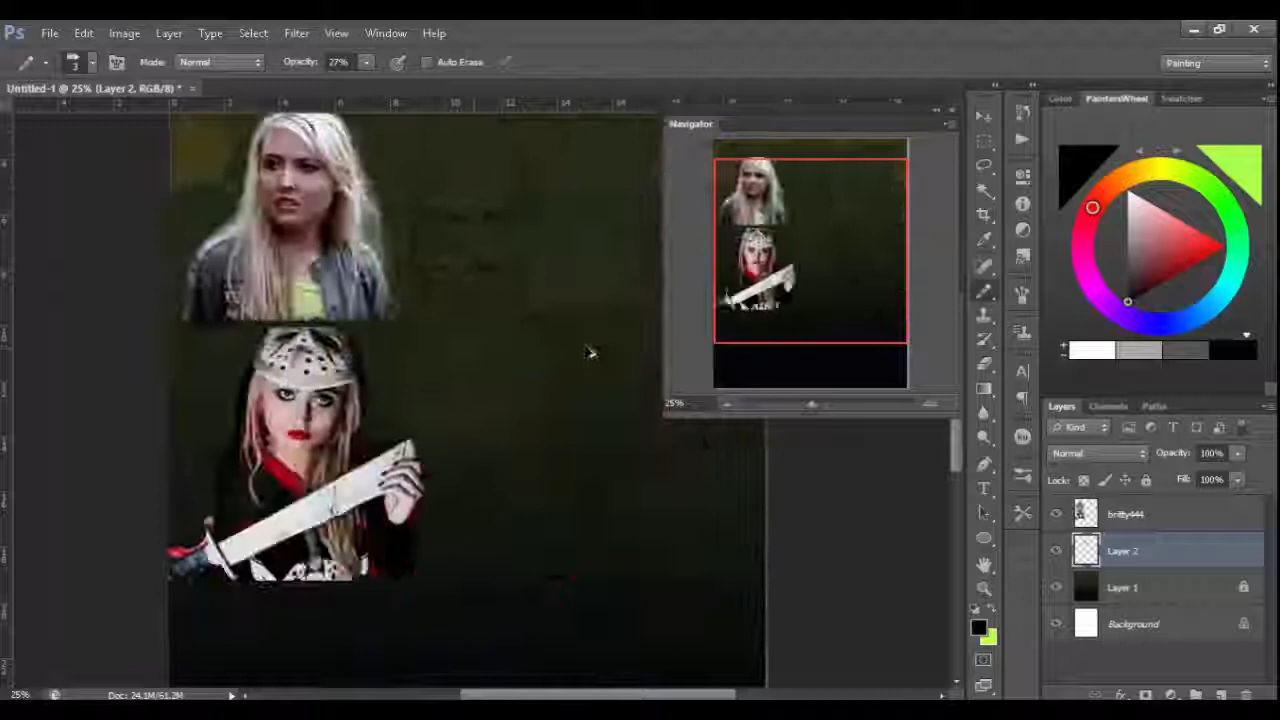 Ps File Edit Image Layer Type Select Filter View Window Help
3 Mode: Normal Opacity: 27% Auto Erase Painting
Untitled-1 @ 25% (Layer 2, RGB/8) *
Color PaintersWheel Swatches
Navigator
25%
Layers Channels Paths
Kind
Normal Opacity: 100%
Lock: Fill: 100%
britty444
Layer 2
Layer 1
Background
25% Doc: 24.1M/61.2M